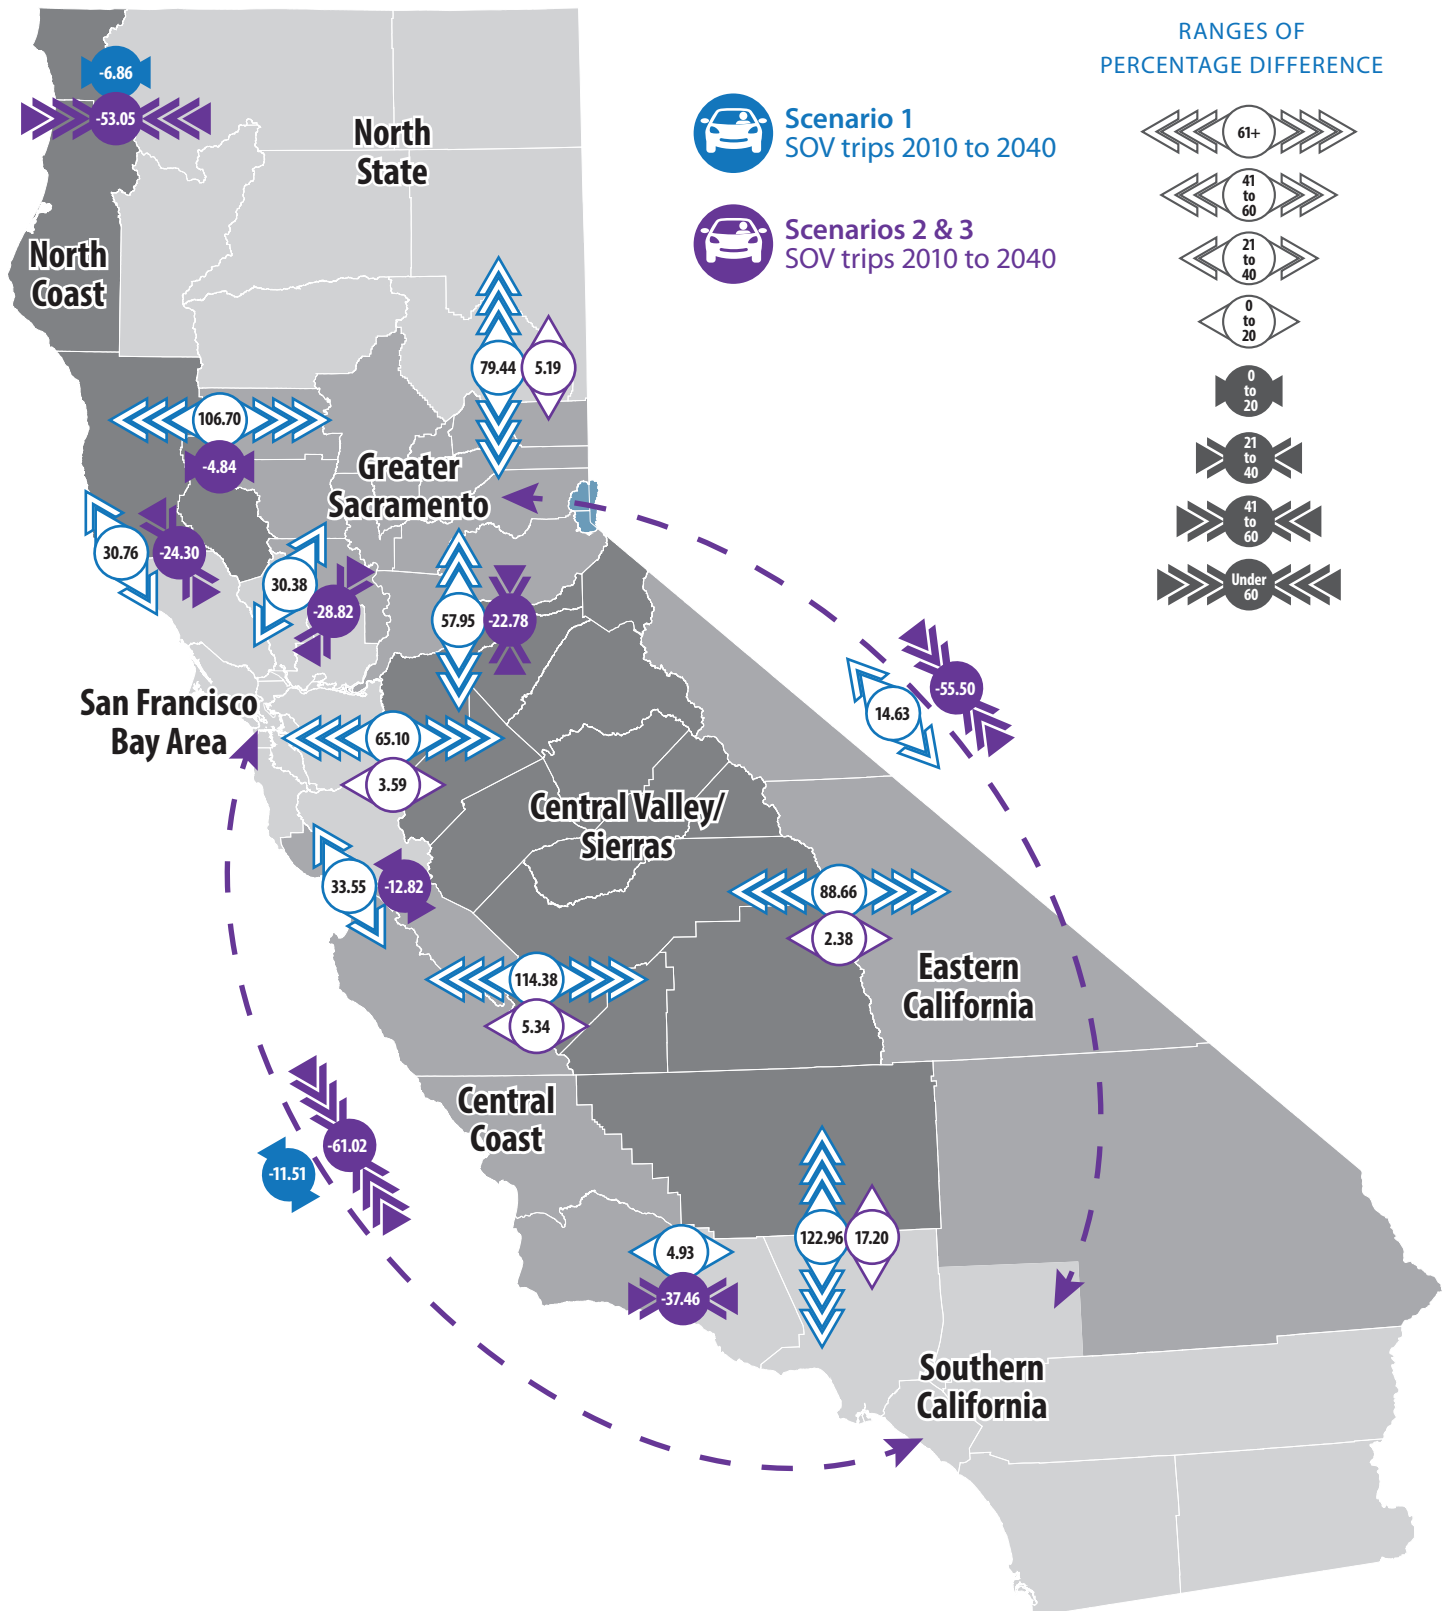 RANGES OF
PERCENTAGE DIFFERENCE
61+
41
to
60
21
to
40
0
to
20
0
to
20
21
to
40
41
to
60
Under
60
Scenario 1
SOV trips 2010 to 2040
Scenarios 2 & 3
SOV trips 2010 to 2040
-6.86
-53.05
North
State
North
Coast
79.44
5.19
106.70
-4.84
Greater
Sacramento
30.76
-24.30
30.38
-28.82
57.95
-22.78
San Francisco
Bay Area
65.10
3.59
14.63
-55.50
Central Valley/
Sierras
33.55
-12.82
88.66
2.38
Eastern
California
114.38
5.34
Central
Coast
-61.02
-11.51
4.93
-37.46
122.96
17.20
Southern
California